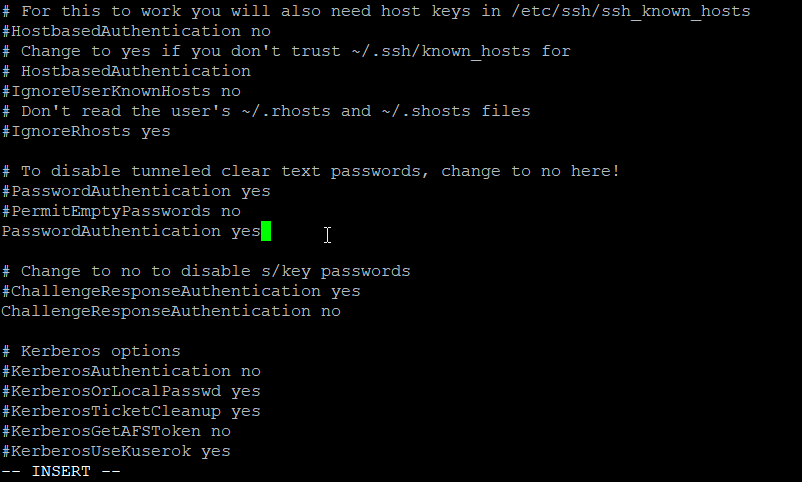 # For this to work you will also need host keys in /etc/ssh/ssh_known_hosts
#HostbasedAuthentication no
# Change to yes if you don't trust ~/.ssh/known_hosts for
# HostbasedAuthentication
#IgnoreUserKnownHosts no
# Don't read the user's ~/.rhosts and ~/.shosts files
#IgnoreRhosts yes
# To disable tunneled clear text passwords, change to no here!
#PasswordAuthentication yes
#PermitEmptyPasswords no
PasswordAuthentication yes
# Change to no to disable s/key passwords
#ChallengeResponseAuthentication yes
ChallengeResponseAuthentication no
# Kerberos options
#KerberosAuthentication no
#KerberosOrLocalPasswd yes
#KerberosTicketCleanup yes
#KerberosGetAFSToken no
#KerberosUseKuserok yes
-- INSERT --